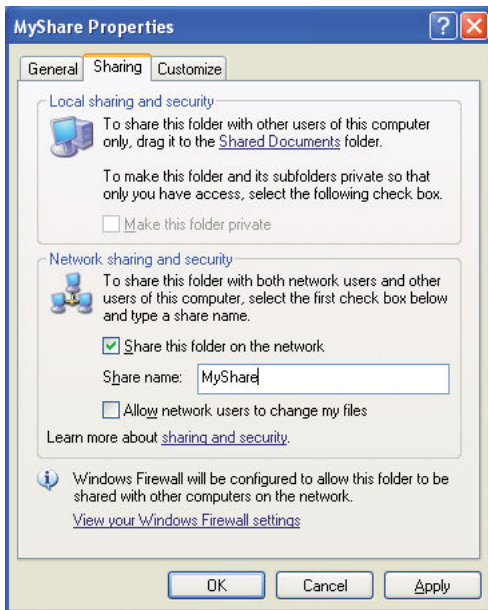 MyShare Properties
General Sharing Customize
Local sharing and security
To share this folder with other users of this computer
only, drag it to the Shared Documents folder.
To make this folder and its subfolders private so that
only you have access, select the following check box.
Make this folder private
Network sharing and security
To share this folder with both network users and other
users of this computer, select the first check box below
and type a share name.
Share this folder on the network
Share name: MyShare
Allow network users to change my files
Learn more about sharing and security.
Windows Firewall will be configured to allow this folder to be
shared with other computers on the network.
View your Windows Firewall settings
OK Cancel Apply